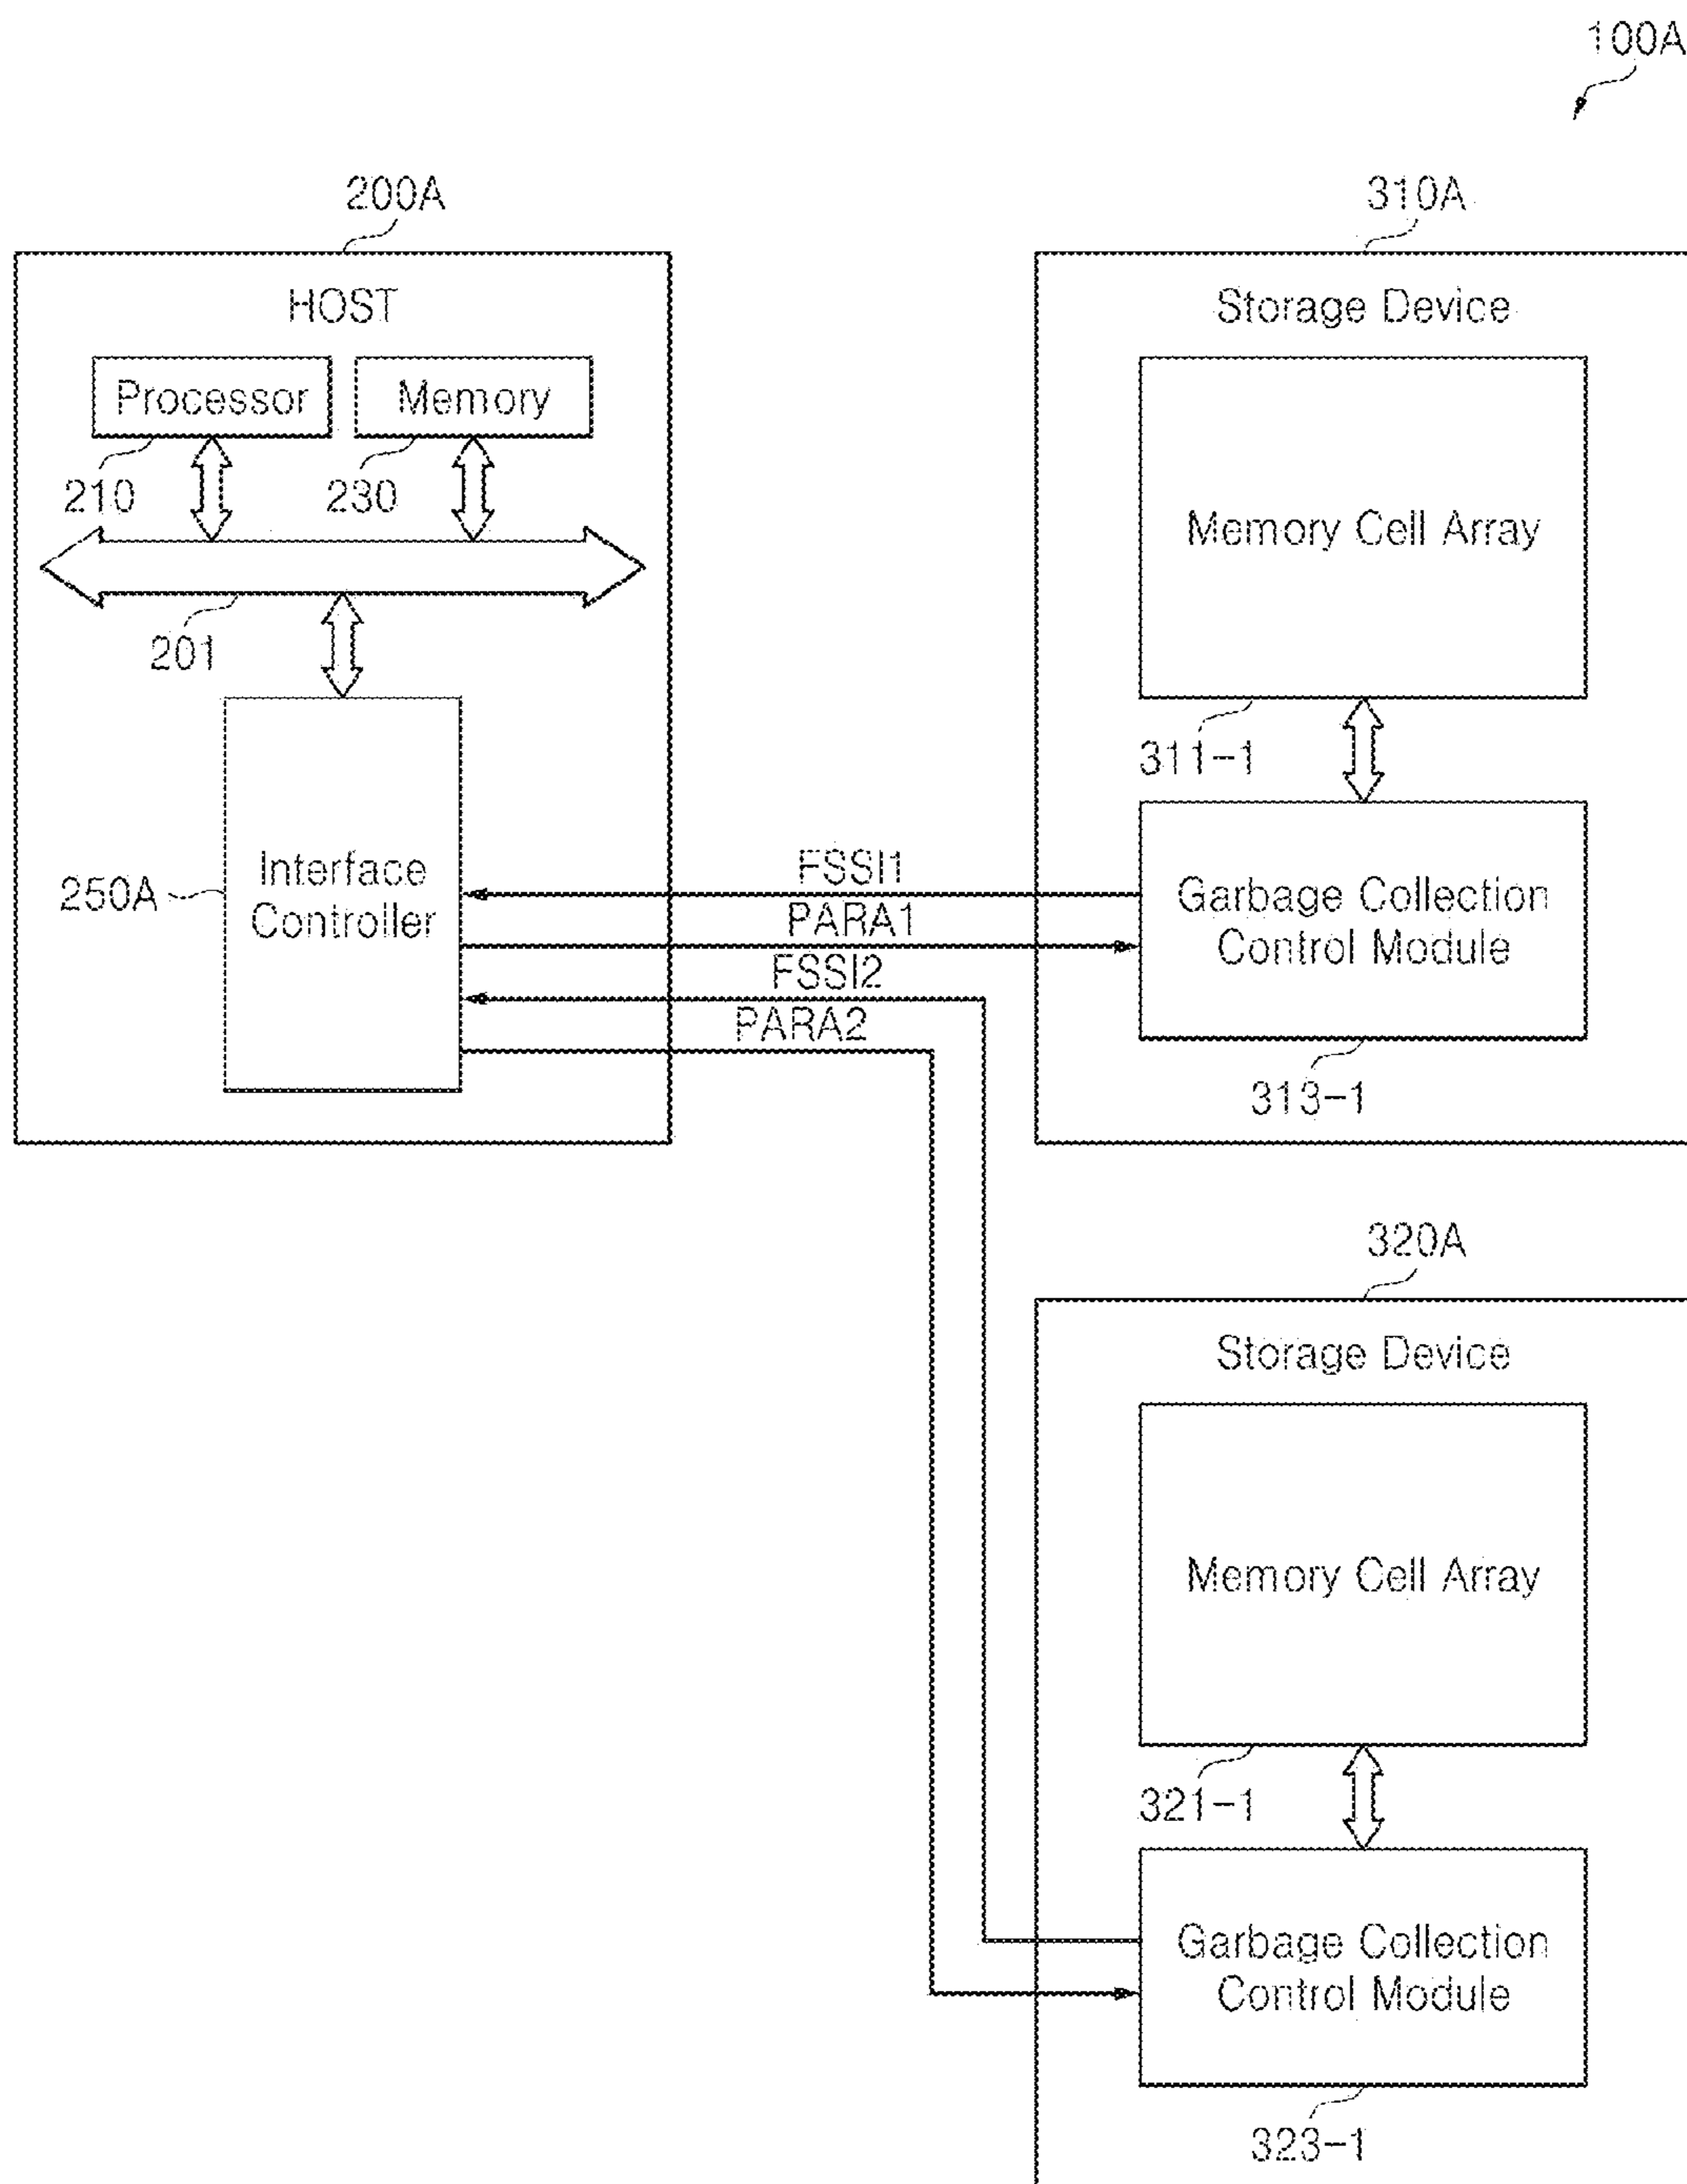 100A
200A
310A
HOST
Storage Device
Processor
Memory
210
230
Memory Cell Array
201
311-1
Interface
Controller
250A
FSSI1
PARA1
FSSI2
PARA2
Garbage Collection
Control Module
313-1
320A
Storage Device
Memory Cell Array
321-1
Garbage Collection
Control Module
323-1